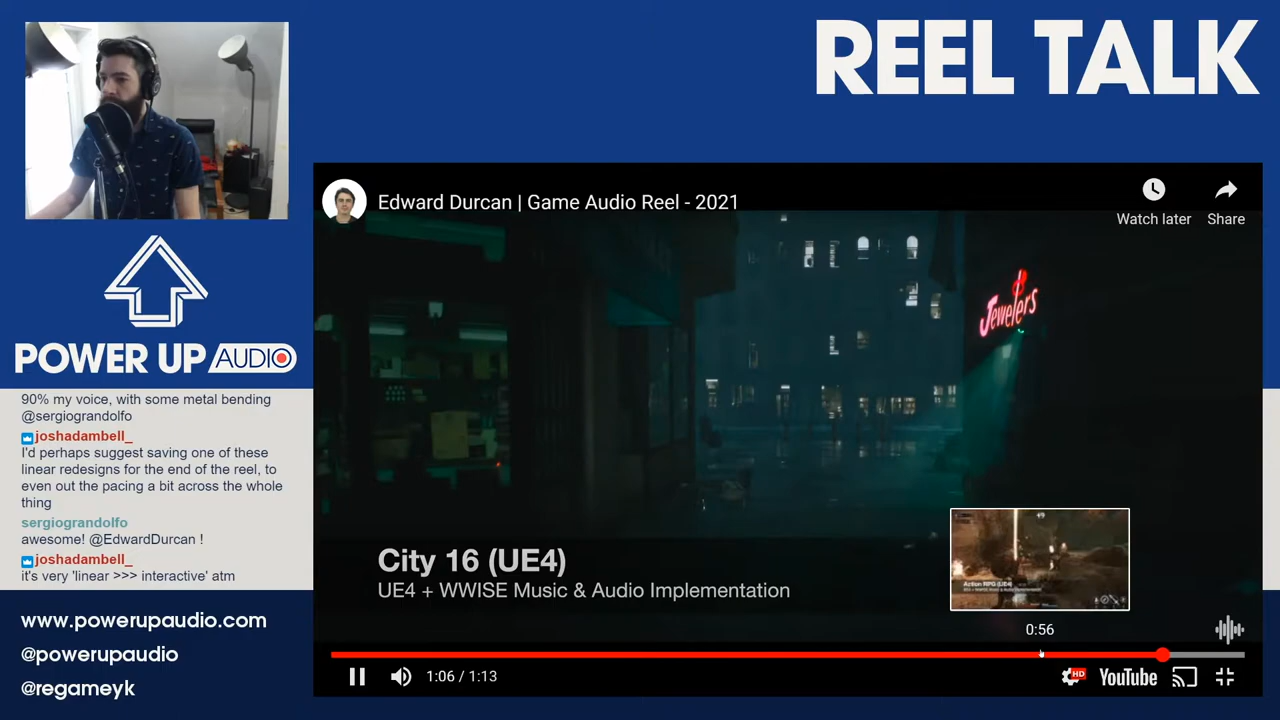 REEL TALK
Edward Durcan | Game Audio Reel - 2021
Watch later
Share
Jewelers
City 16 (UE4)
UE4 + WWISE Music & Audio Implementation
Action RPG (UE4)
0:56
1:06 / 1:13
HD
YouTube
POWER UP AUDIO
90% my voice, with some metal bending
@sergiograndolfo
joshadambell_
I'd perhaps suggest saving one of these
linear redesigns for the end of the reel, to
even out the pacing a bit across the whole
thing
sergiograndolfo
awesome! @EdwardDurcan !
joshadambell_
it's very 'linear >>> interactive' atm
www.powerupaudio.com
@powerupaudio
@regameyk